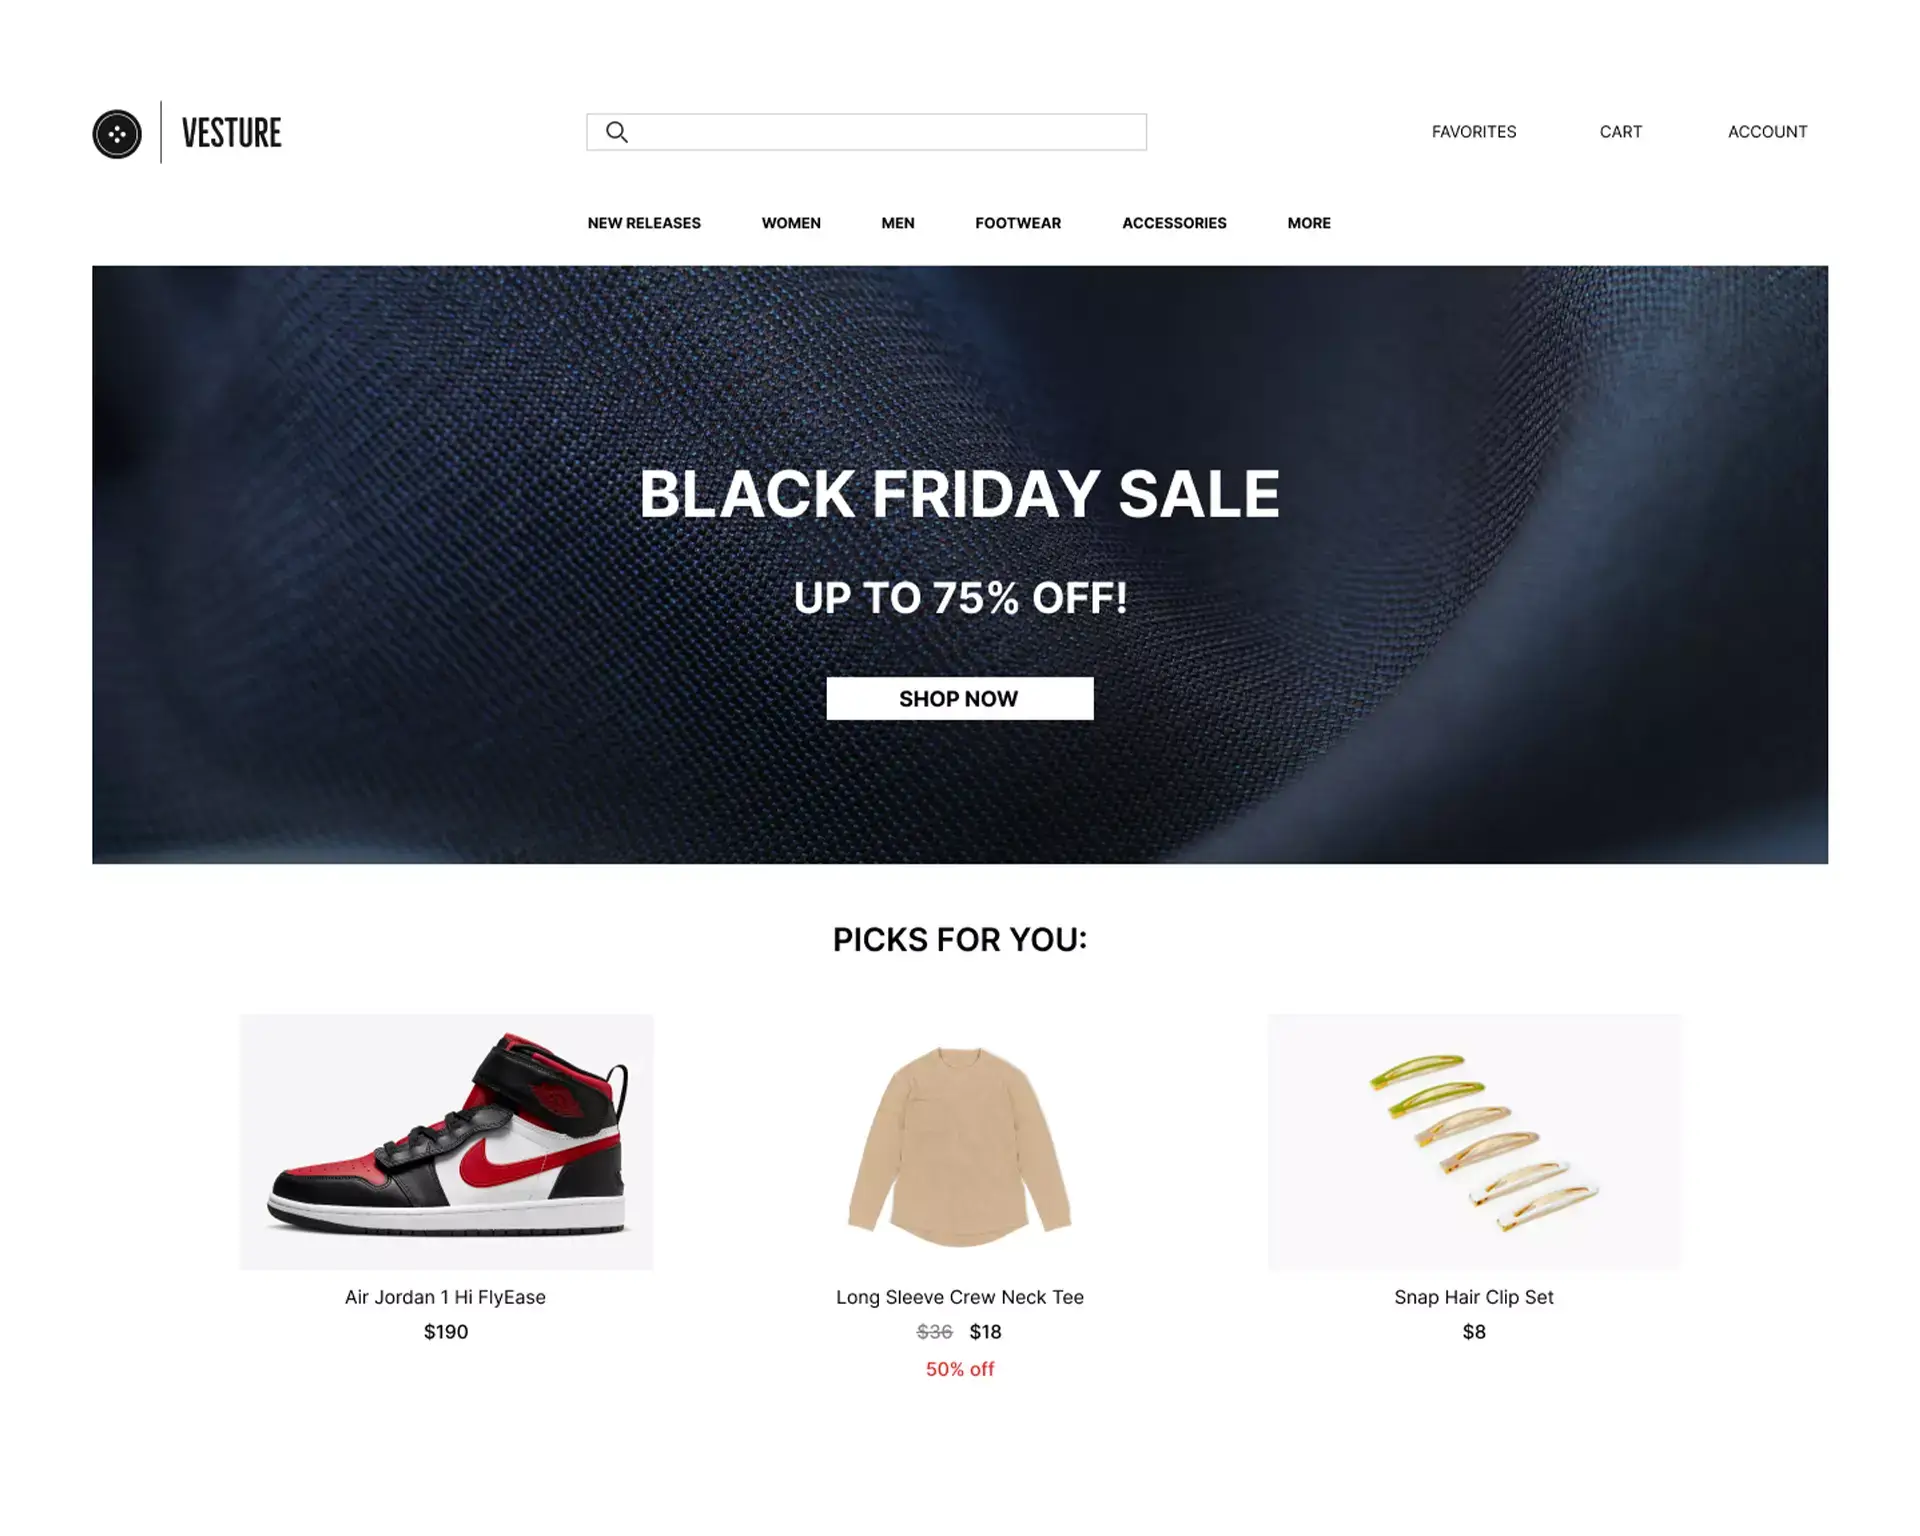 VESTURE
FAVORITES CART ACCOUNT
NEW RELEASES WOMEN MEN FOOTWEAR ACCESSORIES MORE
BLACK FRIDAY SALE
UP TO 75% OFF!
SHOP NOW
PICKS FOR YOU:
Air Jordan 1 Hi FlyEase
$190
Long Sleeve Crew Neck Tee
$36 $18
50% off
Snap Hair Clip Set
$8